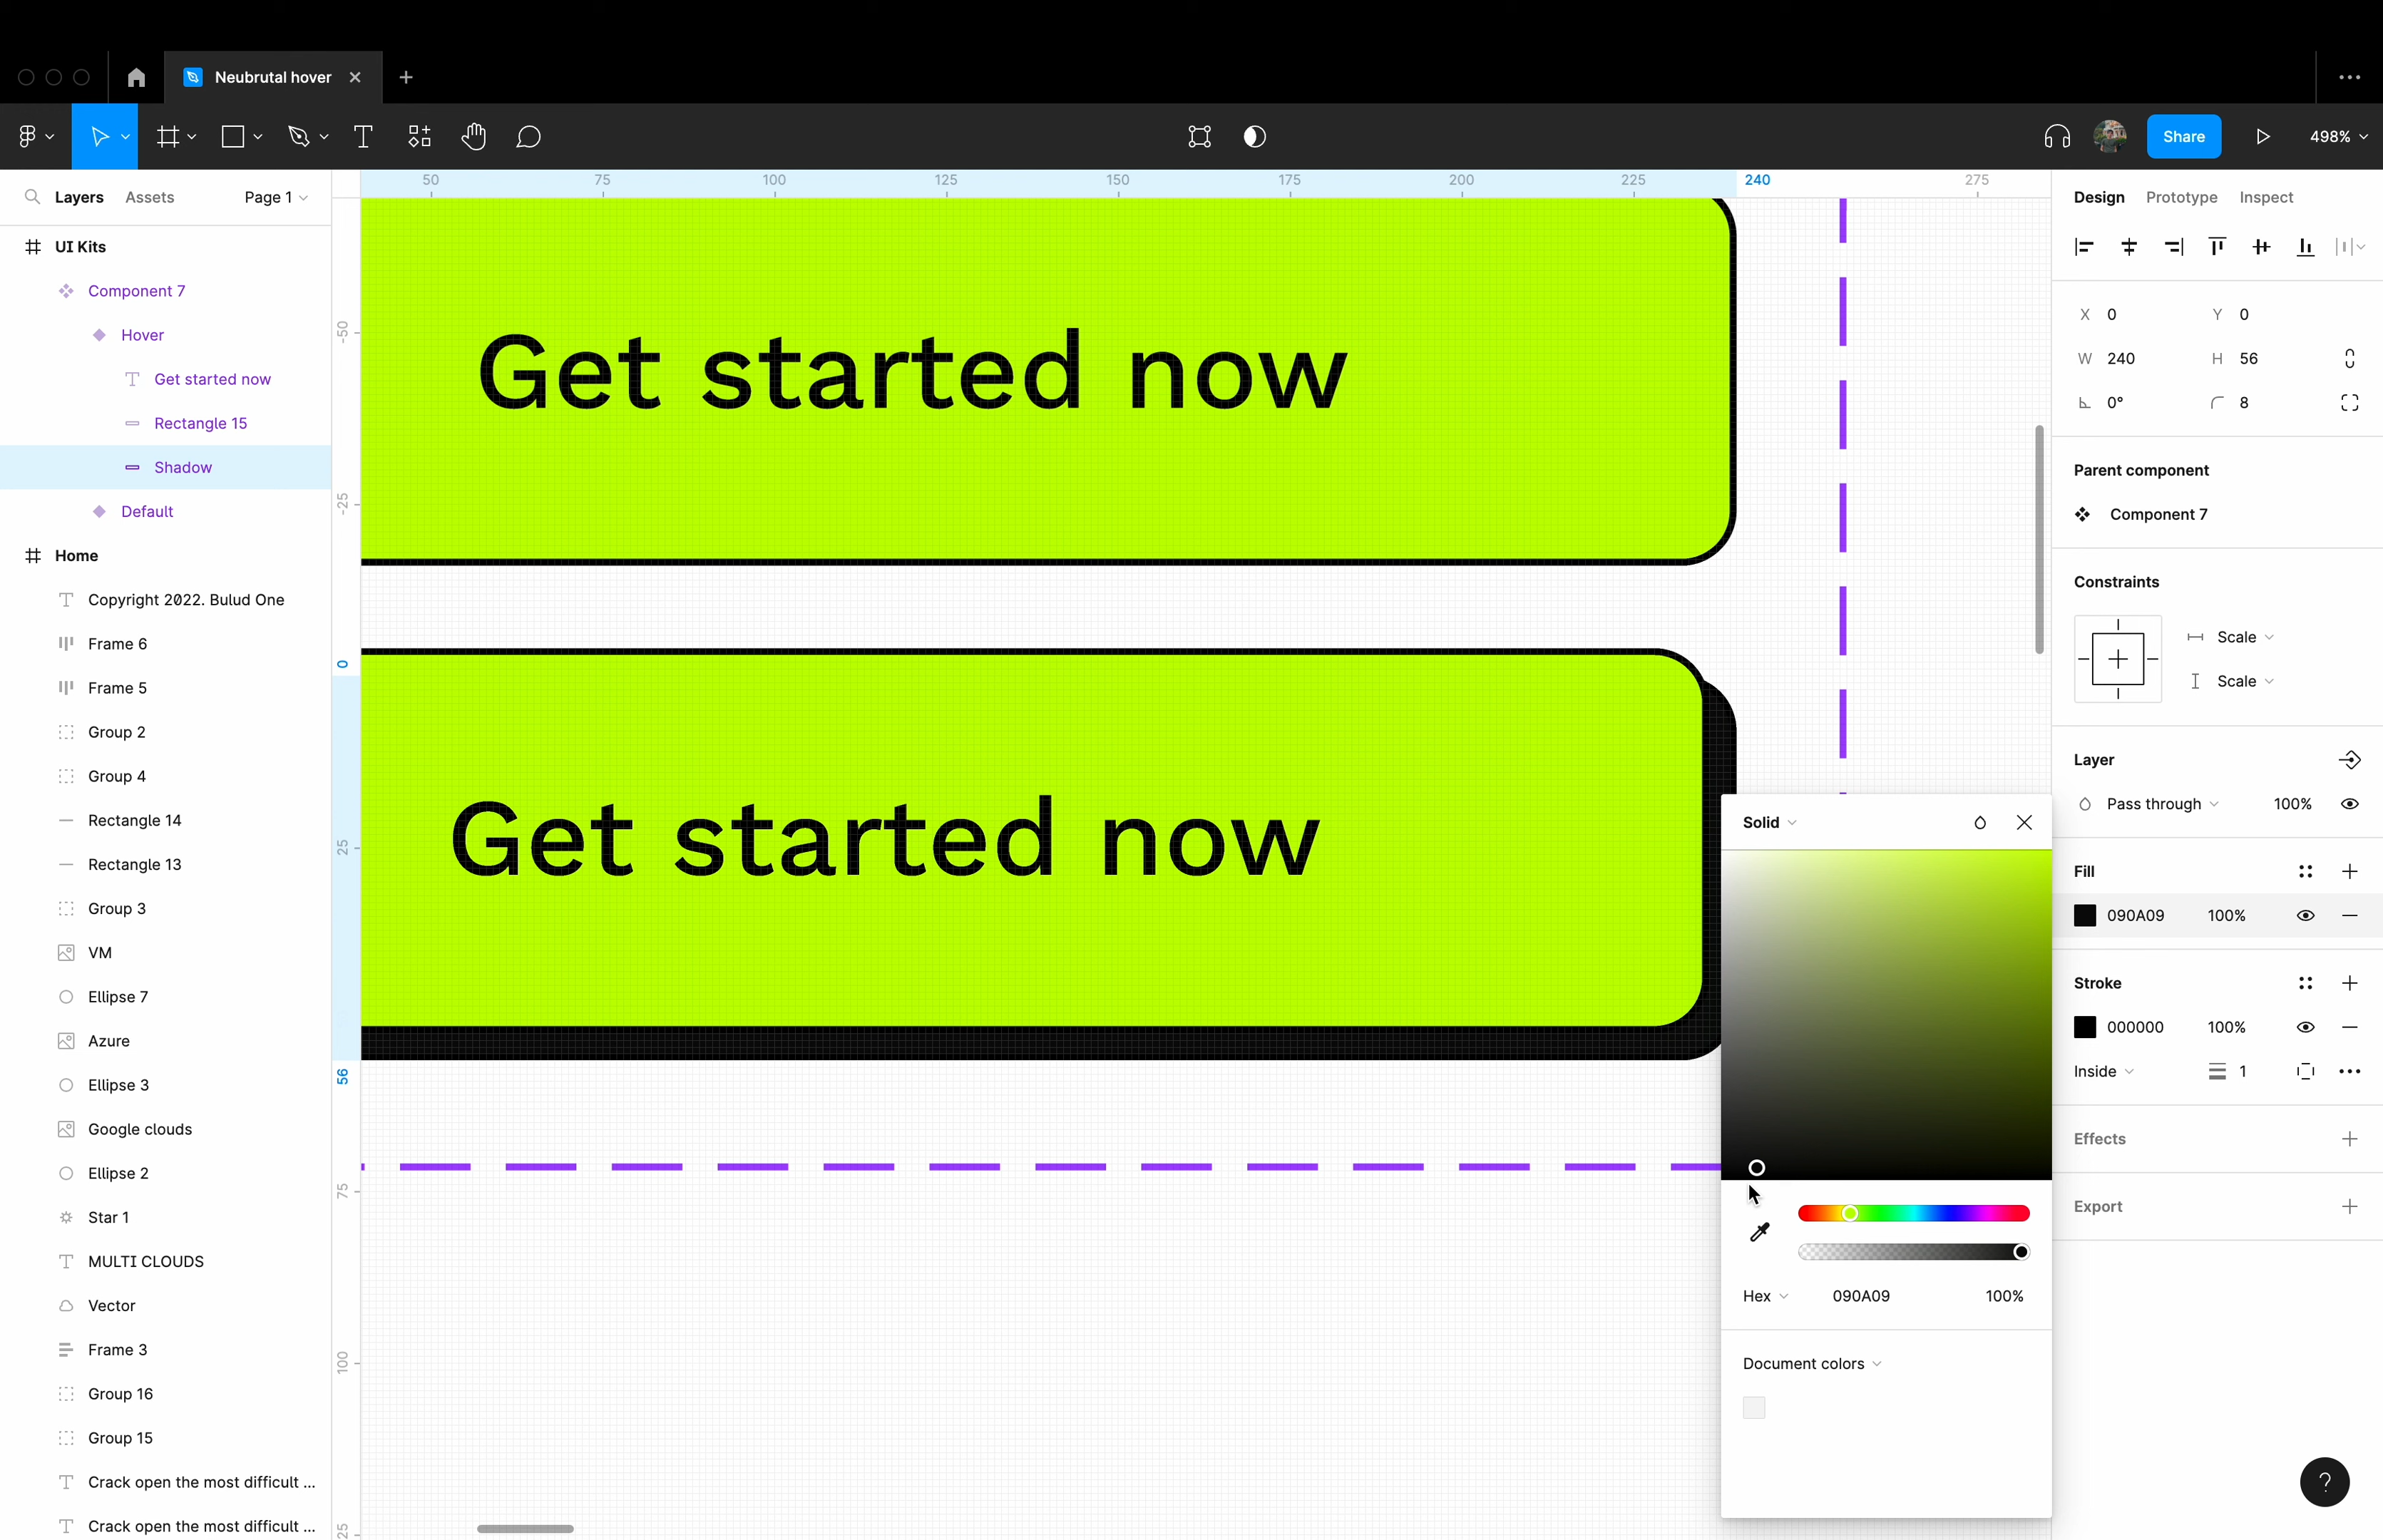 Neubrutal hover
Share
498%
Layers
Assets
Page 1
50
75
100
125
150
175
200
225
240
275
Design
Prototype
Inspect
UI Kits
Component 7
Hover
Get started now
Rectangle 15
Shadow
Default
Home
Copyright 2022. Bulud One
Frame 6
Frame 5
Group 2
Group 4
Rectangle 14
Rectangle 13
Group 3
VM
Ellipse 7
Azure
Ellipse 3
Google clouds
Ellipse 2
Star 1
MULTI CLOUDS
Vector
Frame 3
Group 16
Group 15
Crack open the most difficult ...
Crack open the most difficult ...
-50
-25
0
25
56
75
100
25
Get started now
Get started now
Solid
Hex
090A09
100%
Document colors
X 0
Y 0
W 240
H 56
0°
8
Parent component
Component 7
Constraints
Scale
Scale
Layer
Pass through
100%
Fill
090A09
100%
Stroke
000000
100%
Inside
1
Effects
Export
?